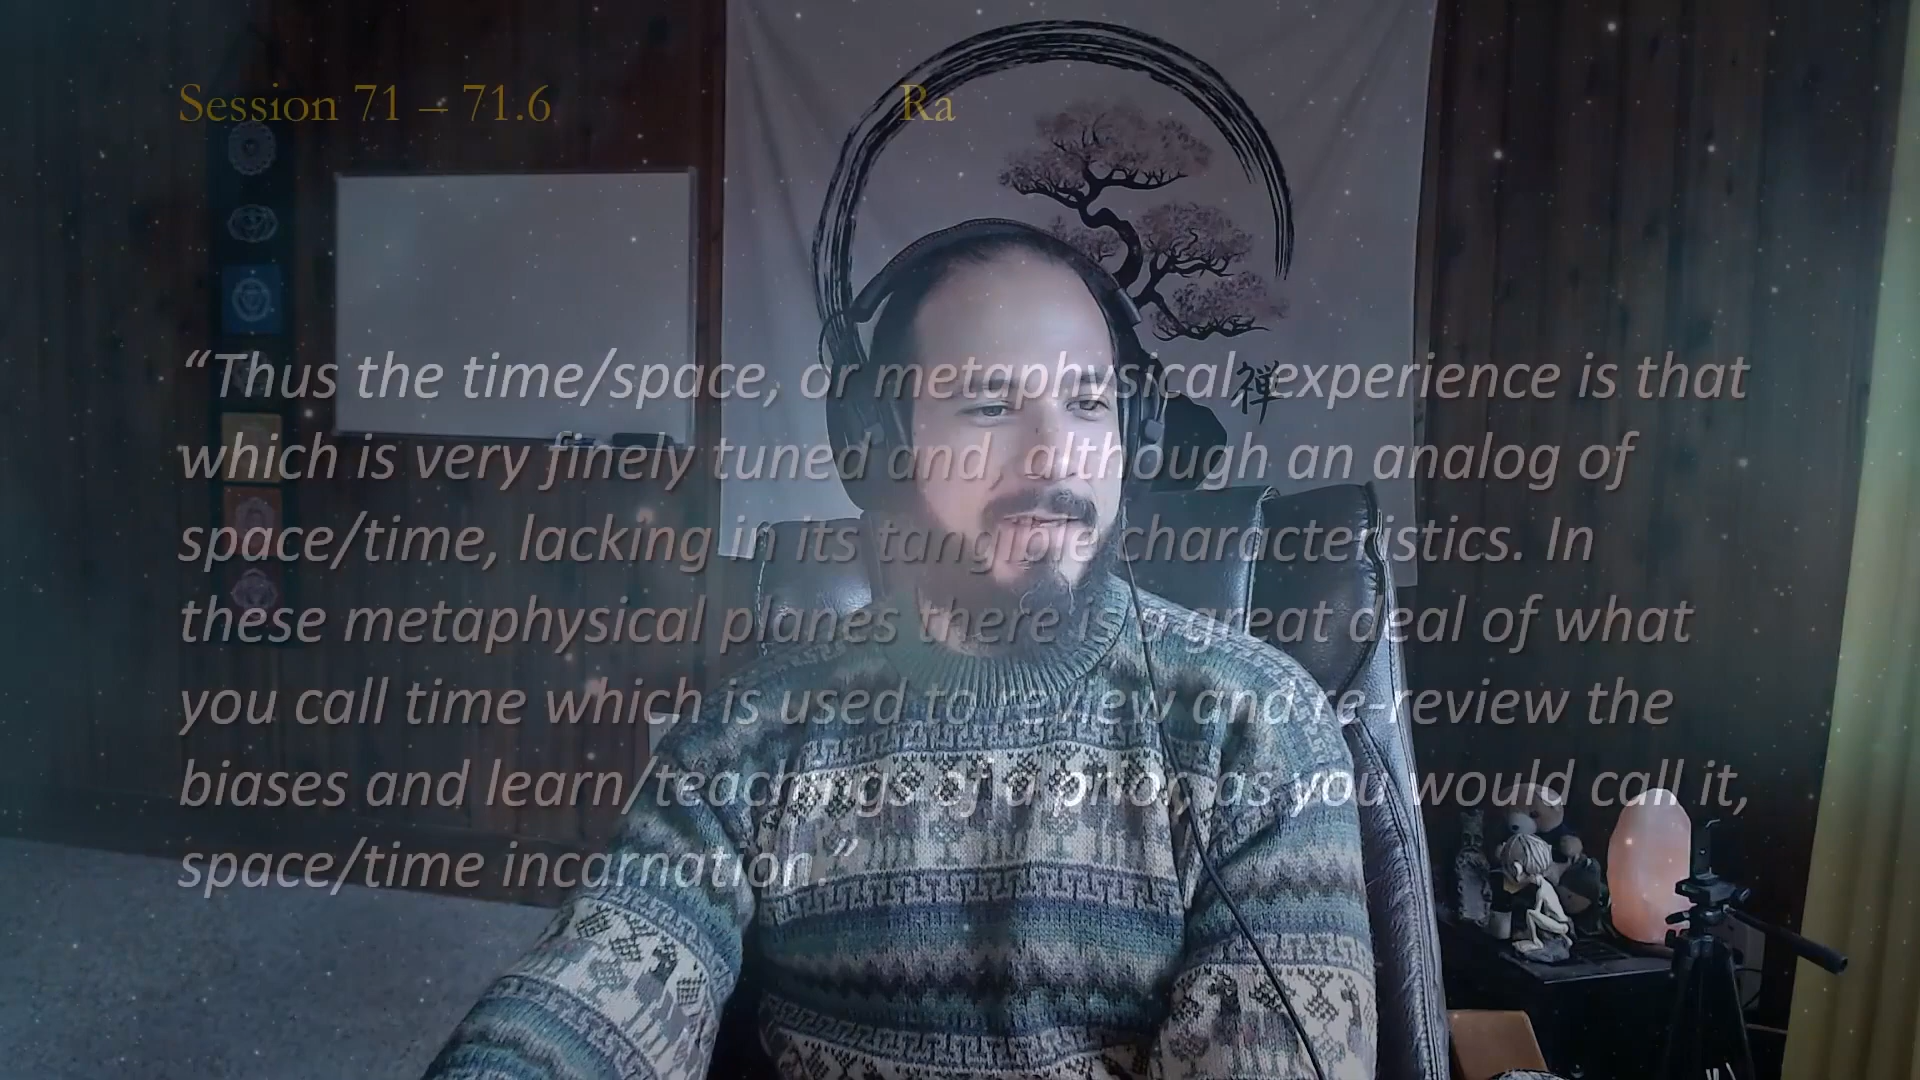 Session 71 – 71.6
Ra
“Thus the time/space, or metaphysical, experience is that
which is very finely tuned and, although an analog of
space/time, lacking in its tangible characteristics. In
these metaphysical planes there is a great deal of what
you call time which is used to review and re-review the
biases and learn/teachings of a prior, as you would call it,
space/time incarnation.”
禅